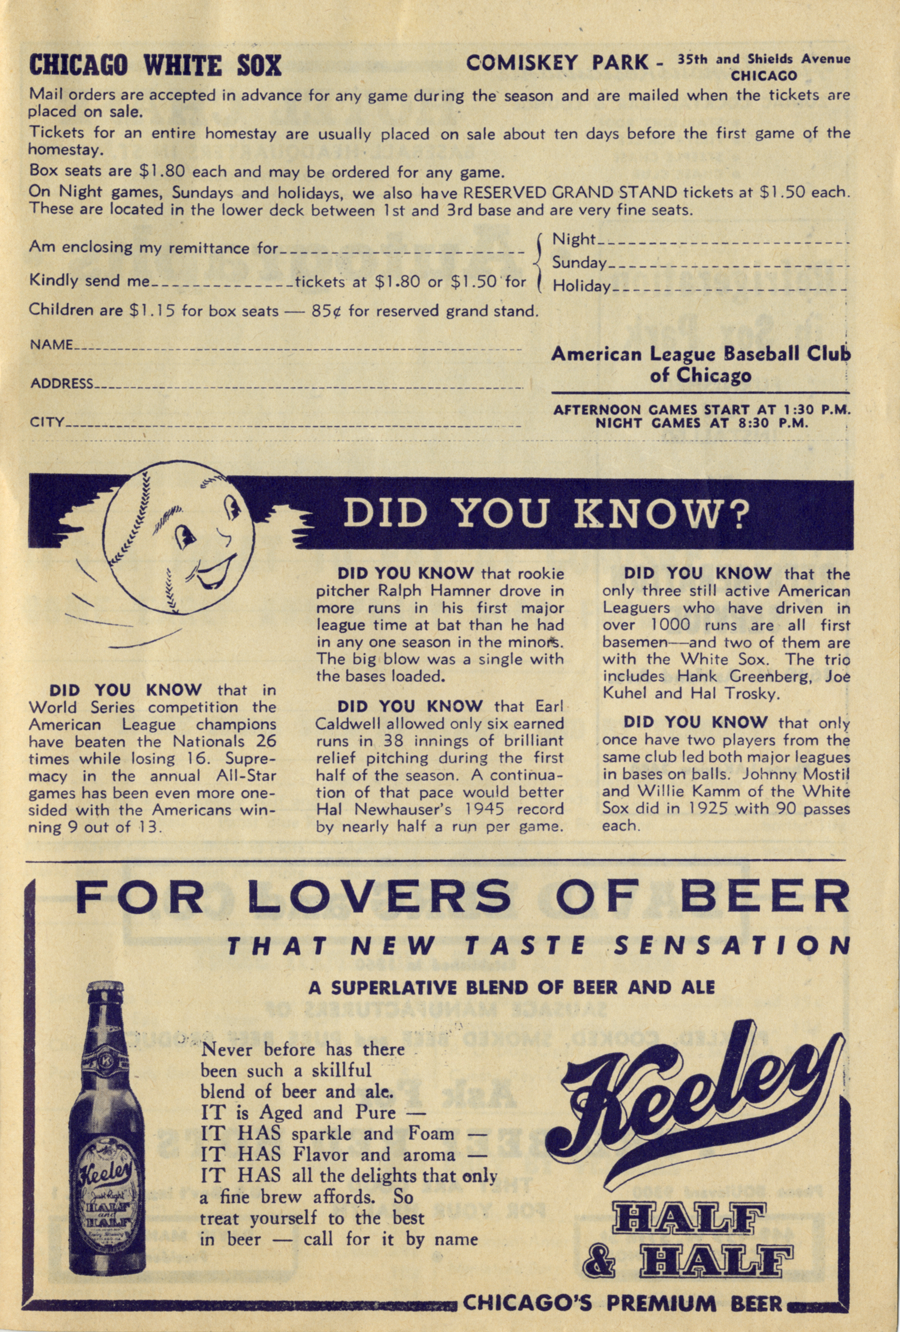 CHICAGO WHITE SOX
COMISKEY PARK - 35th and Shields Avenue
CHICAGO
Mail orders are accepted in advance for any game during the season and are mailed when the tickets are
placed on sale.
Tickets for an entire homestay are usually placed on sale about ten days before the first game of the
homestay.
Box seats are $1.80 each and may be ordered for any game.
On Night games, Sundays and holidays, we also have RESERVED GRAND STAND tickets at $1.50 each.
These are located in the lower deck between 1st and 3rd base and are very fine seats.
Am enclosing my remittance for
Kindly send me tickets at $1.80 or $1.50 for
Night
Sunday
Holiday
Children are $1.15 for box seats — 85¢ for reserved grand stand.
NAME
ADDRESS
CITY
American League Baseball Club
of Chicago
AFTERNOON GAMES START AT 1:30 P.M.
NIGHT GAMES AT 8:30 P.M.
DID YOU KNOW?
DID YOU KNOW that in
World Series competition the
American League champions
have beaten the Nationals 26
times while losing 16. Supre-
macy in the annual All-Star
games has been even more one-
sided with the Americans win-
ning 9 out of 13.
DID YOU KNOW that rookie
pitcher Ralph Hamner drove in
more runs in his first major
league time at bat than he had
in any one season in the minors.
The big blow was a single with
the bases loaded.
DID YOU KNOW that Earl
Caldwell allowed only six earned
runs in 38 innings of brilliant
relief pitching during the first
half of the season. A continua-
tion of that pace would better
Hal Newhauser's 1945 record
by nearly half a run per game.
DID YOU KNOW that the
only three still active American
Leaguers who have driven in
over 1000 runs are all first
basemen—and two of them are
with the White Sox. The trio
includes Hank Greenberg, Joe
Kuhel and Hal Trosky.
DID YOU KNOW that only
once have two players from the
same club led both major leagues
in bases on balls. Johnny Mostil
and Willie Kamm of the White
Sox did in 1925 with 90 passes
each.
FOR LOVERS OF BEER
THAT NEW TASTE SENSATION
A SUPERLATIVE BLEND OF BEER AND ALE
Never before has there
been such a skillful
blend of beer and ale.
IT is Aged and Pure —
IT HAS sparkle and Foam —
IT HAS Flavor and aroma —
IT HAS all the delights that only
a fine brew affords. So
treat yourself to the best
in beer — call for it by name
K
Keeley
HALF
HALF
Keeley
HALF
& HALF
CHICAGO'S PREMIUM BEER